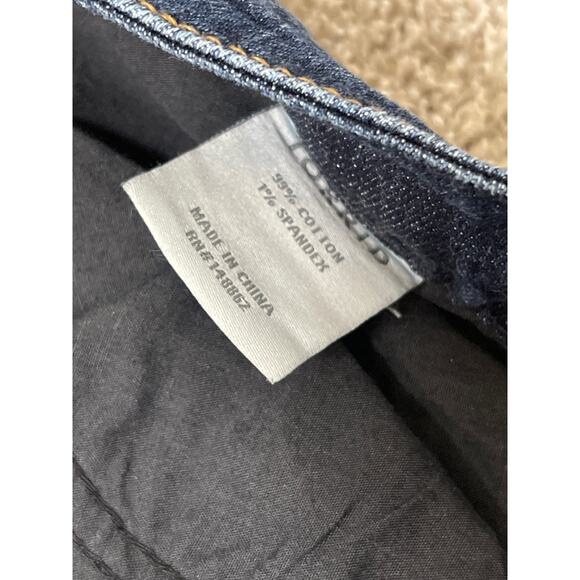 99% COTTON
1% SPANDEX
MADE IN CHINA
RN#148862